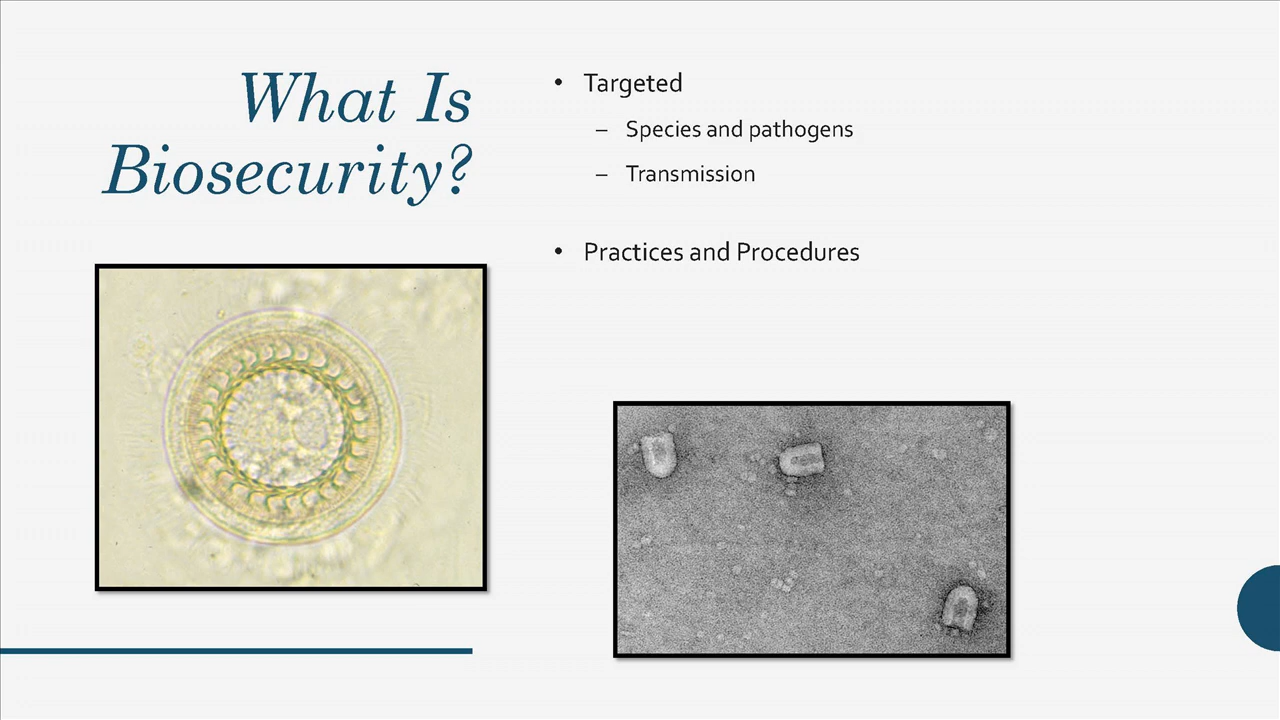 What Is
Biosecurity?
• Targeted
– Species and pathogens
– Transmission
• Practices and Procedures